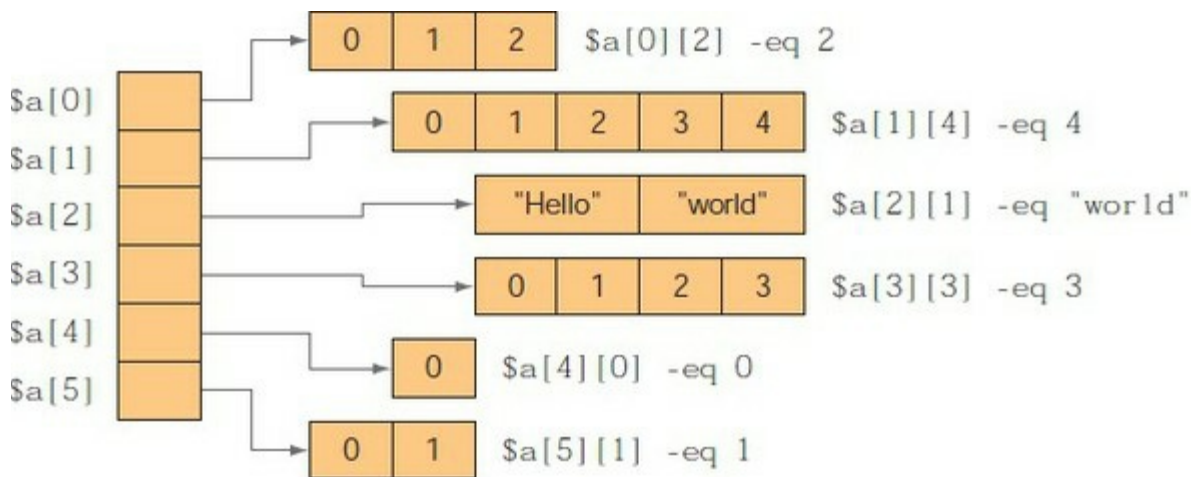 0 1 2 $a[0][2] -eq 2
$a[0]
0 1 2 3 4 $a[1][4] -eq 4
$a[1]
"Hello" "world" $a[2][1] -eq "world"
$a[2]
$a[3]
0 1 2 3 $a[3][3] -eq 3
$a[4]
0 $a[4][0] -eq 0
$a[5]
0 1 $a[5][1] -eq 1